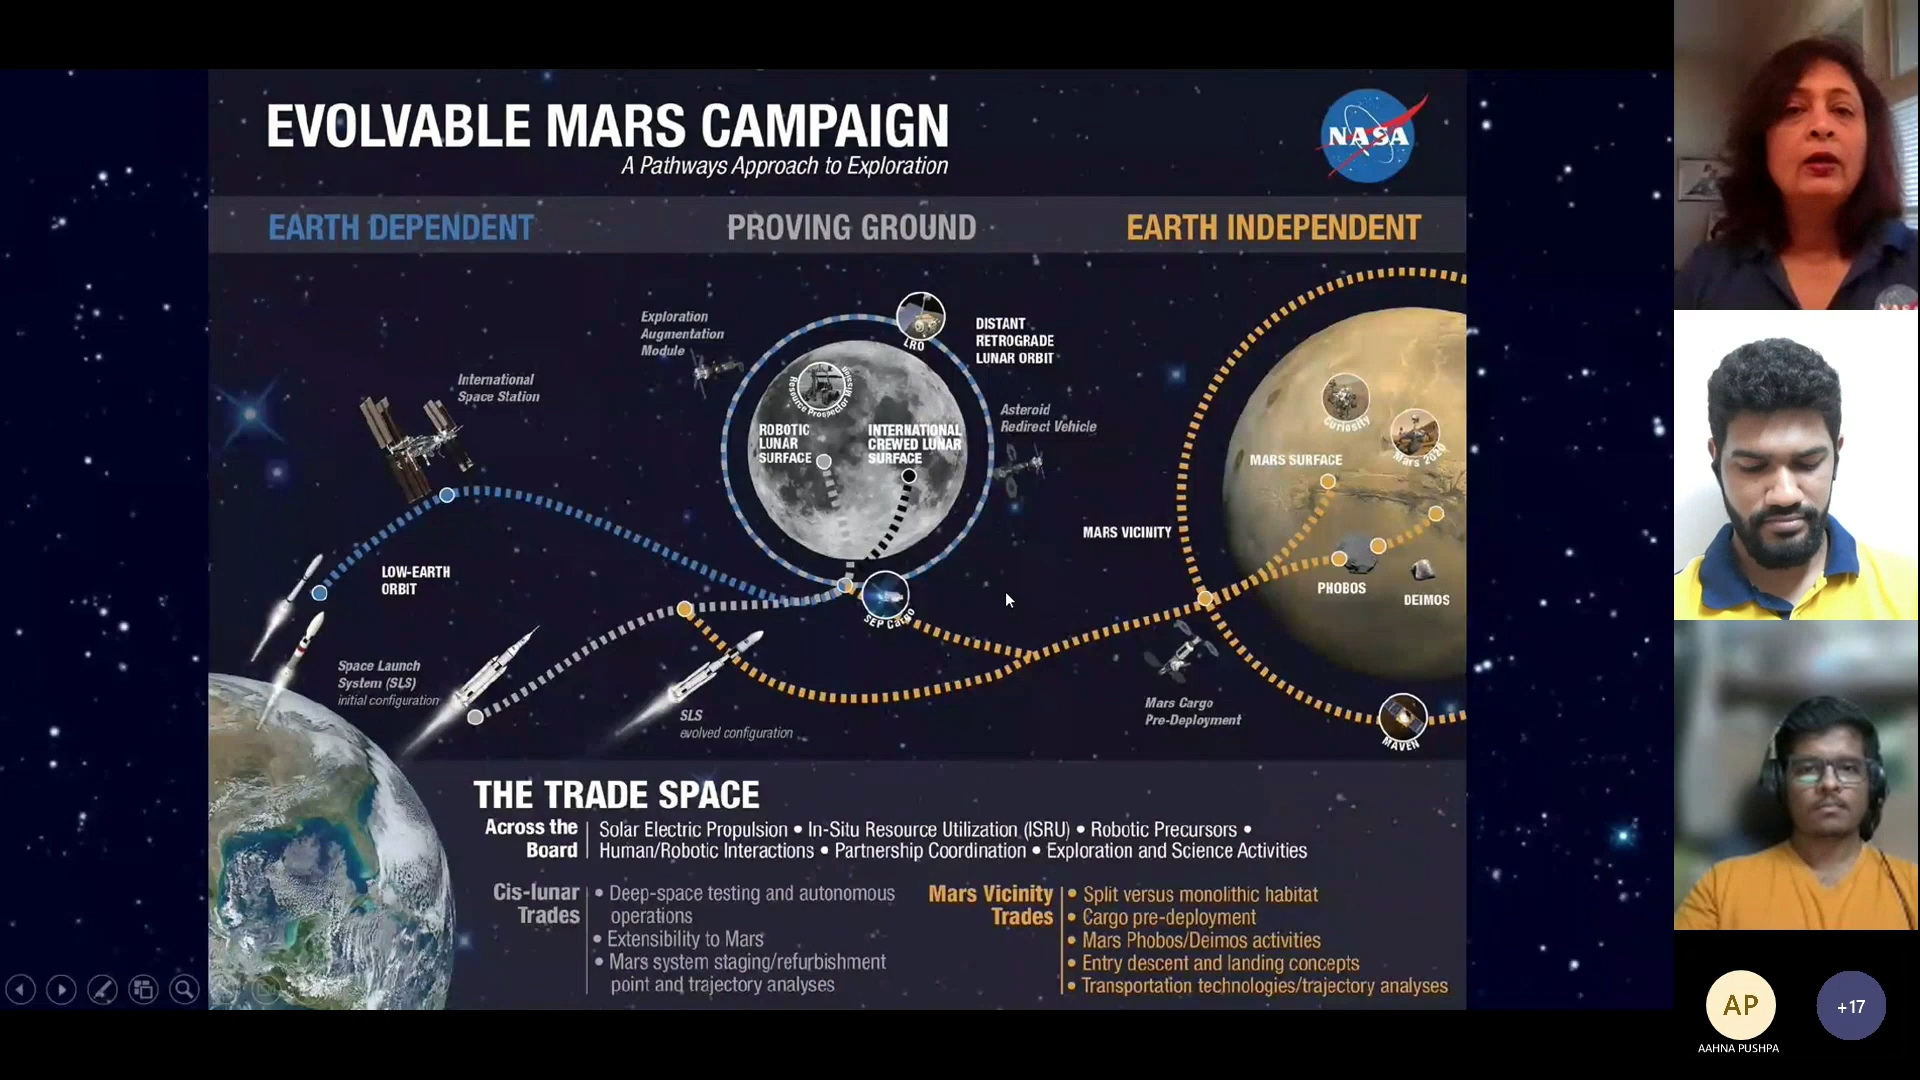 EVOLVABLE MARS CAMPAIGN
A Pathways Approach to Exploration
NASA
EARTH DEPENDENT
PROVING GROUND
EARTH INDEPENDENT
International
Space Station
LOW-EARTH
ORBIT
Space Launch
System (SLS)
initial configuration
SLS
evolved configuration
Exploration
Augmentation
Module
LRO
DISTANT
RETROGRADE
LUNAR ORBIT
Resource Prospector Mission
ROBOTIC
LUNAR
SURFACE
INTERNATIONAL
CREWED LUNAR
SURFACE
Asteroid
Redirect Vehicle
SEP Cargo
MARS VICINITY
Mars Cargo
Pre-Deployment
Curiosity
Mars 2020
MARS SURFACE
PHOBOS
DEIMOS
MAVEN
THE TRADE SPACE
Across the
Board
Solar Electric Propulsion • In-Situ Resource Utilization (ISRU) • Robotic Precursors •
Human/Robotic Interactions • Partnership Coordination • Exploration and Science Activities
Cis-lunar
Trades
• Deep-space testing and autonomous
operations
• Extensibility to Mars
• Mars system staging/refurbishment
point and trajectory analyses
Mars Vicinity
Trades
• Split versus monolithic habitat
• Cargo pre-deployment
• Mars Phobos/Deimos activities
• Entry descent and landing concepts
• Transportation technologies/trajectory analyses
NASA
AP
AAHNA PUSHPA
+17